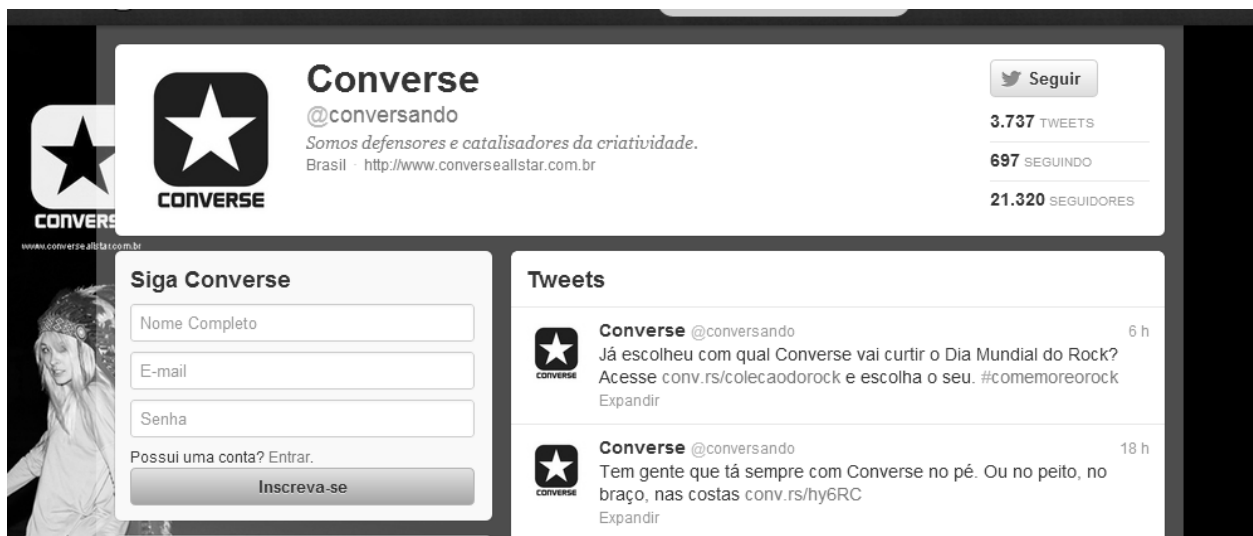 Converse
@conversando
Somos defensores e catalisadores da criatividade.
Brasil · http://www.converseallstar.com.br
CONVERSE
Seguir
3.737 TWEETS
697 SEGUINDO
21.320 SEGUIDORES
CONVERS
www.converseallstar.com.br
Siga Converse
Nome Completo
E-mail
Senha
Possui uma conta? Entrar.
Inscreva-se
Tweets
CONVERSE
Converse @conversando 6 h
Já escolheu com qual Converse vai curtir o Dia Mundial do Rock?
Acesse conv.rs/colecaodorock e escolha o seu. #comemoreorock
Expandir
CONVERSE
Converse @conversando 18 h
Tem gente que tá sempre com Converse no pé. Ou no peito, no
braço, nas costas conv.rs/hy6RC
Expandir